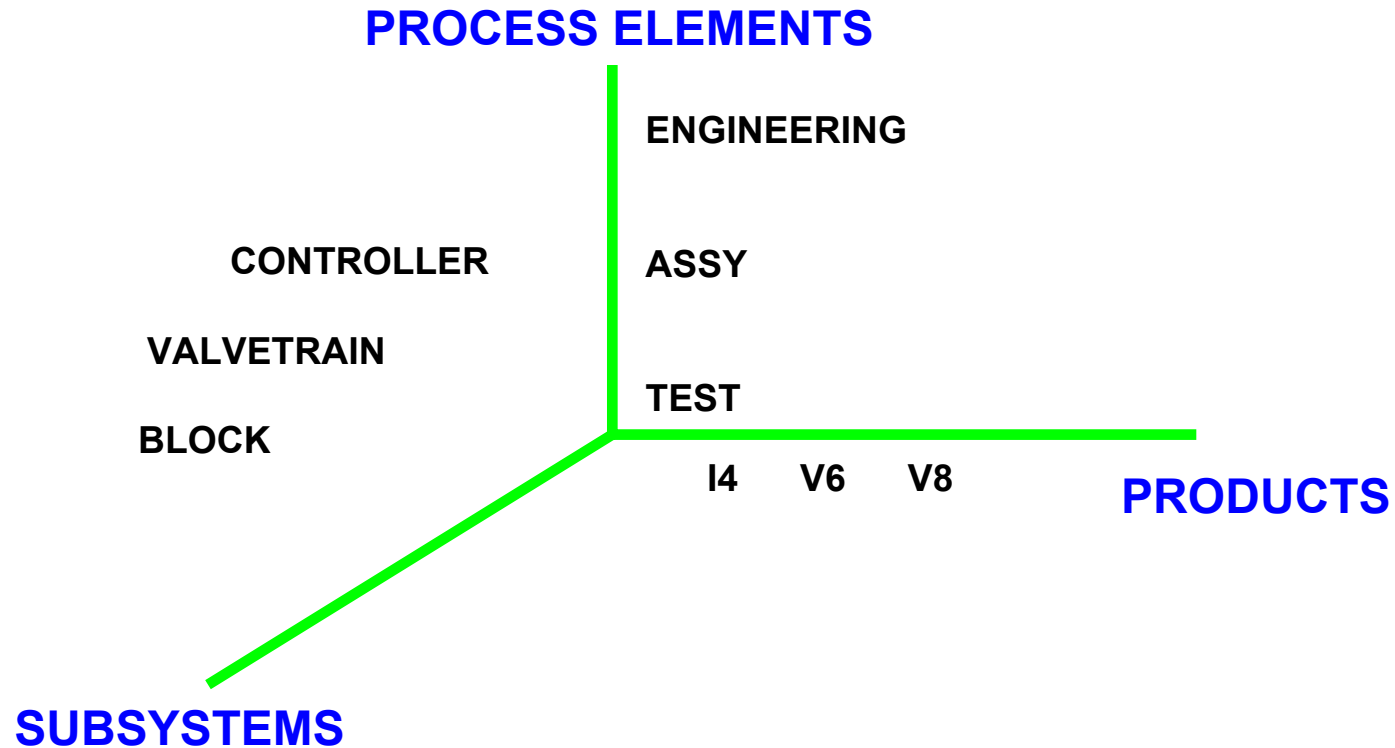 PROCESS ELEMENTS
ENGINEERING
CONTROLLER
ASSY
VALVETRAIN
TEST
BLOCK
I4 V6 V8
PRODUCTS
SUBSYSTEMS